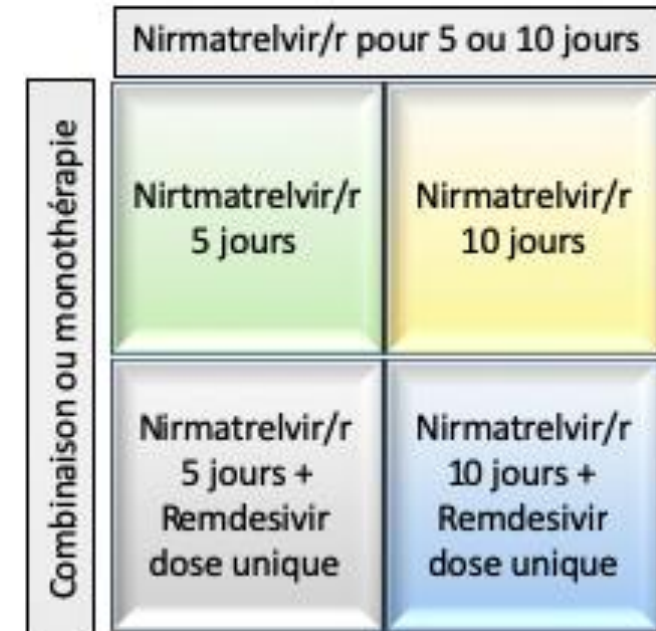 Nirmatrelvir/r pour 5 ou 10 jours
Combinaison ou monothérapie
Nirtmatrelvir/r
5 jours
Nirmatrelvir/r
10 jours
Nirmatrelvir/r
5 jours +
Remdesivir
dose unique
Nirmatrelvir/r
10 jours +
Remdesivir
dose unique